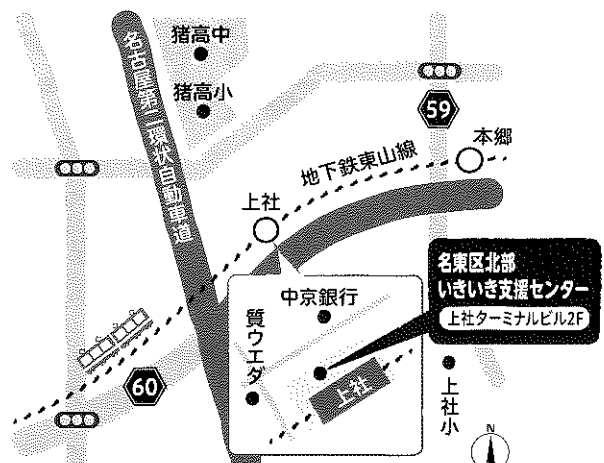 猪高中
猪高小
名古屋第二環状自動車道
59
本郷
地下鉄東山線
上社
名東区北部
いきいき支援センター
上社ターミナルビル2F
中京銀行
質ウエダ
上社
上社小
60
N